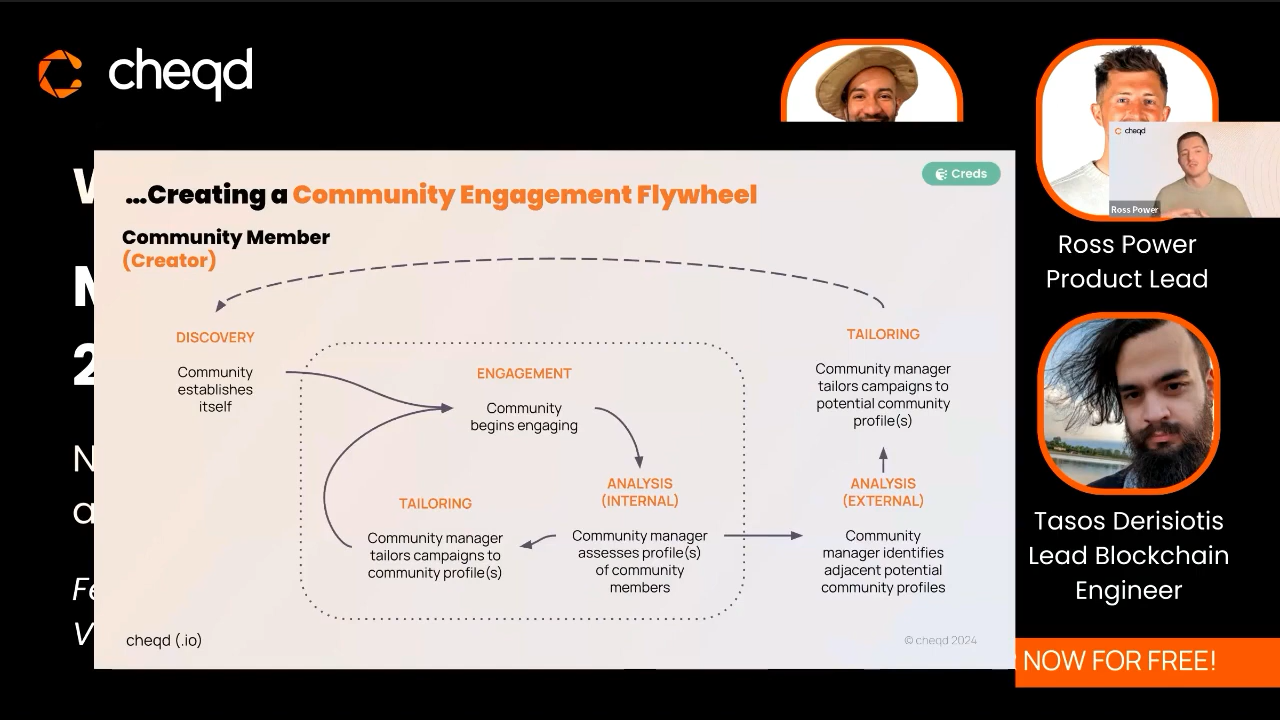 cheqd
Creds
...Creating a Community Engagement Flywheel
Community Member
(Creator)
DISCOVERY
Community
establishes
itself
ENGAGEMENT
Community
begins engaging
ANALYSIS
(INTERNAL)
Community manager
assesses profile(s)
of community
members
TAILORING
Community manager
tailors campaigns to
community profile(s)
ANALYSIS
(EXTERNAL)
Community
manager identifies
adjacent potential
community profiles
TAILORING
Community manager
tailors campaigns to
potential community
profile(s)
cheqd (.io)
© cheqd 2024
cheqd
Ross Power
Ross Power
Product Lead
Tasos Derisiotis
Lead Blockchain
Engineer
NOW FOR FREE!